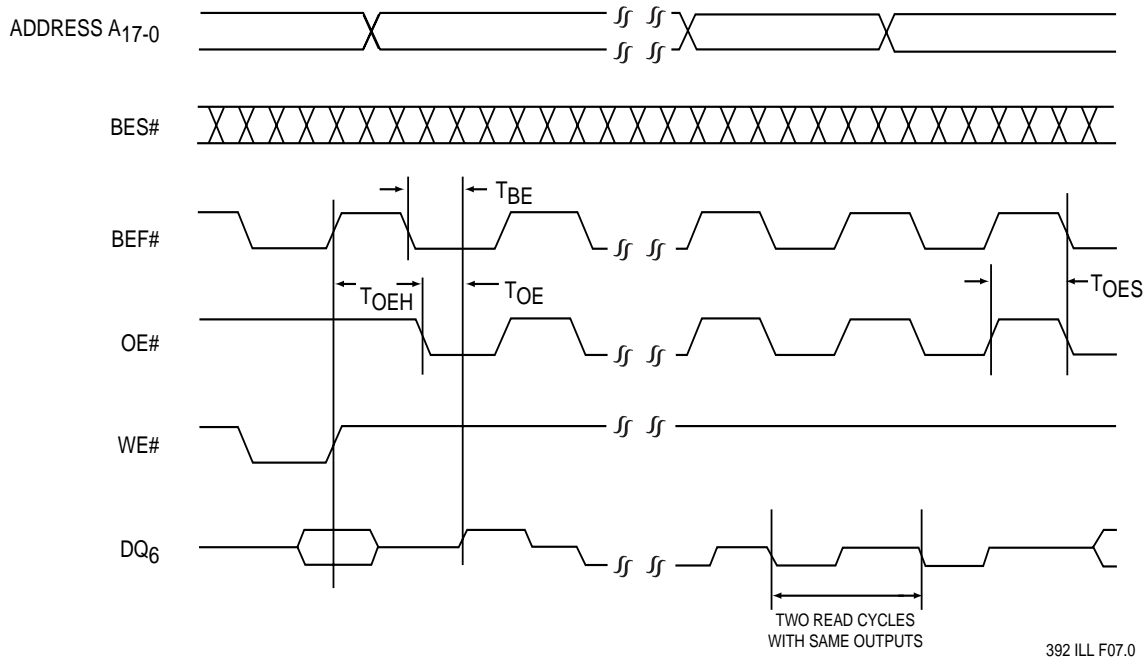 ADDRESS A17-0
BES#
TBE
BEF#
TOEH
TOE
TOES
OE#
WE#
DQ6
TWO READ CYCLES
WITH SAME OUTPUTS
392 ILL F07.0